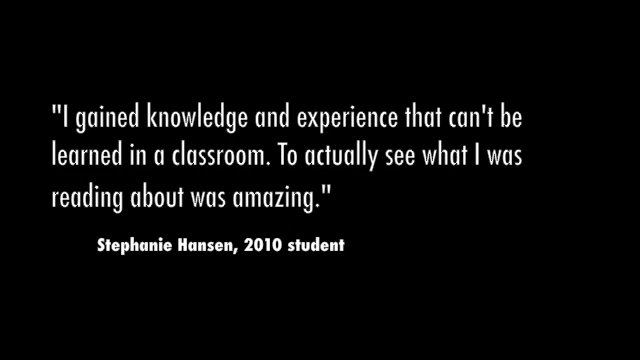 "I gained knowledge and experience that can't be
learned in a classroom. To actually see what I was
reading about was amazing."
Stephanie Hansen, 2010 student